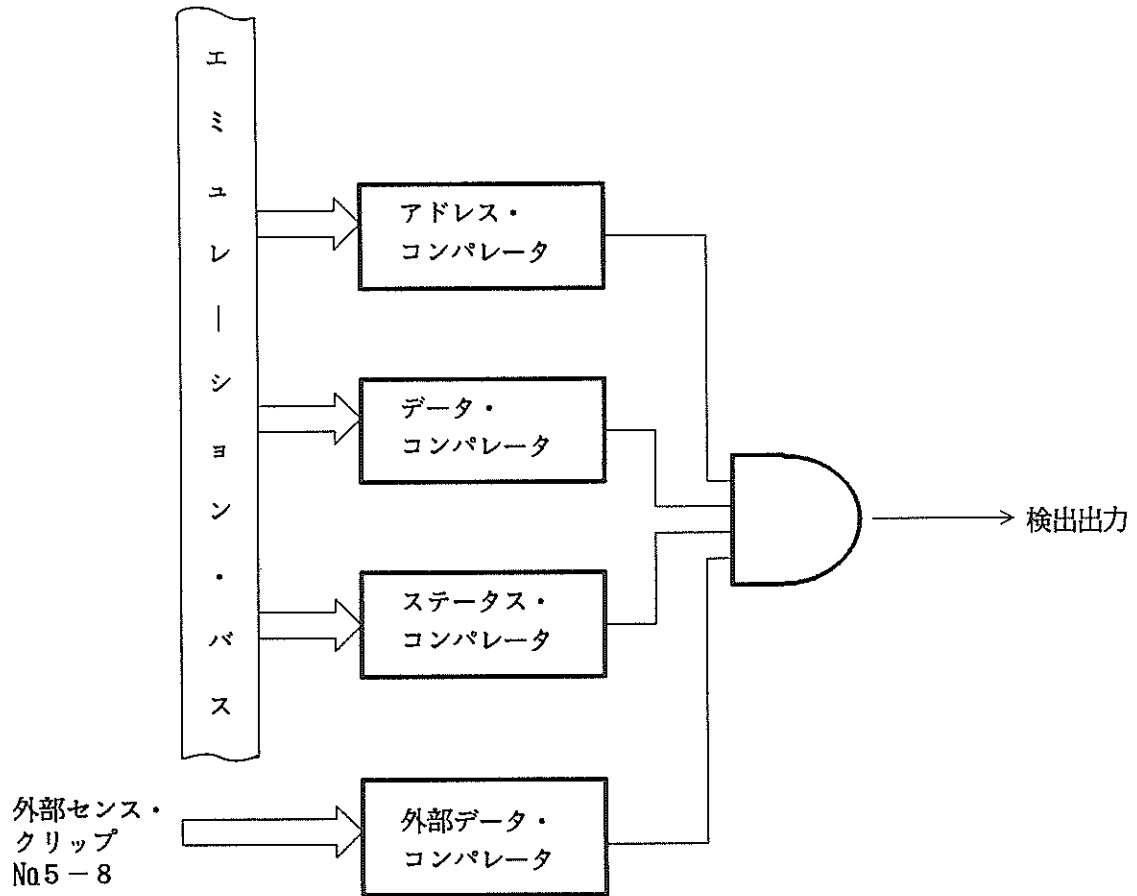 エミュレーション・バス
アドレス・
コンパレータ
データ・
コンパレータ
ステータス・
コンパレータ
検出出力
外部センス・
クリップ
№5－8
外部データ・
コンパレータ